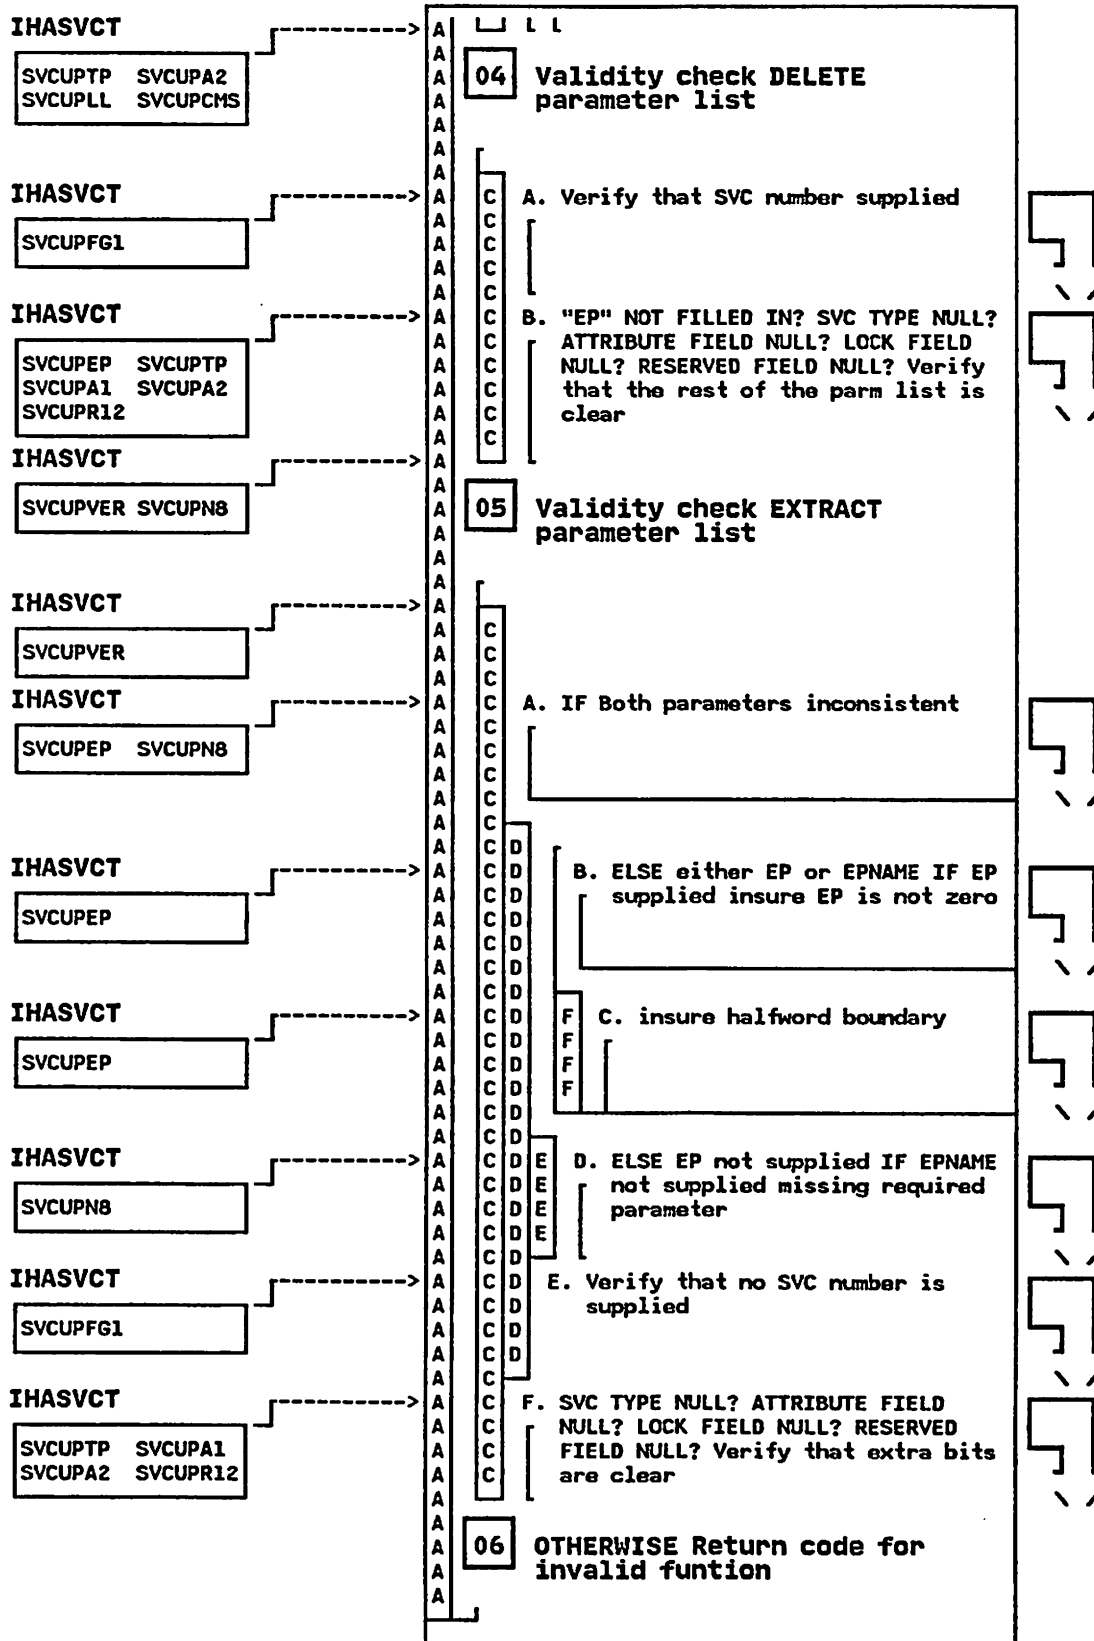 IHASVCT
SVCUPTP SVCUPA2
SVCUPLL SVCUPCMS
04 Validity check DELETE
parameter list
IHASVCT
SVCUPFG1
A. Verify that SVC number supplied
IHASVCT
SVCUPEP SVCUPTP
SVCUPA1 SVCUPA2
SVCUPR12
B. "EP" NOT FILLED IN? SVC TYPE NULL?
ATTRIBUTE FIELD NULL? LOCK FIELD
NULL? RESERVED FIELD NULL? Verify
that the rest of the parm list is
clear
IHASVCT
SVCUPVER SVCUPN8
05 Validity check EXTRACT
parameter list
IHASVCT
SVCUPVER
IHASVCT
SVCUPEP SVCUPN8
A. IF Both parameters inconsistent
IHASVCT
SVCUPEP
B. ELSE either EP or EPNAME IF EP
supplied insure EP is not zero
IHASVCT
SVCUPEP
C. insure halfword boundary
IHASVCT
SVCUPN8
D. ELSE EP not supplied IF EPNAME
not supplied missing required
parameter
IHASVCT
SVCUPFG1
E. Verify that no SVC number is
supplied
IHASVCT
SVCUPTP SVCUPA1
SVCUPA2 SVCUPR12
F. SVC TYPE NULL? ATTRIBUTE FIELD
NULL? LOCK FIELD NULL? RESERVED
FIELD NULL? Verify that extra bits
are clear
06 OTHERWISE Return code for
invalid funtion